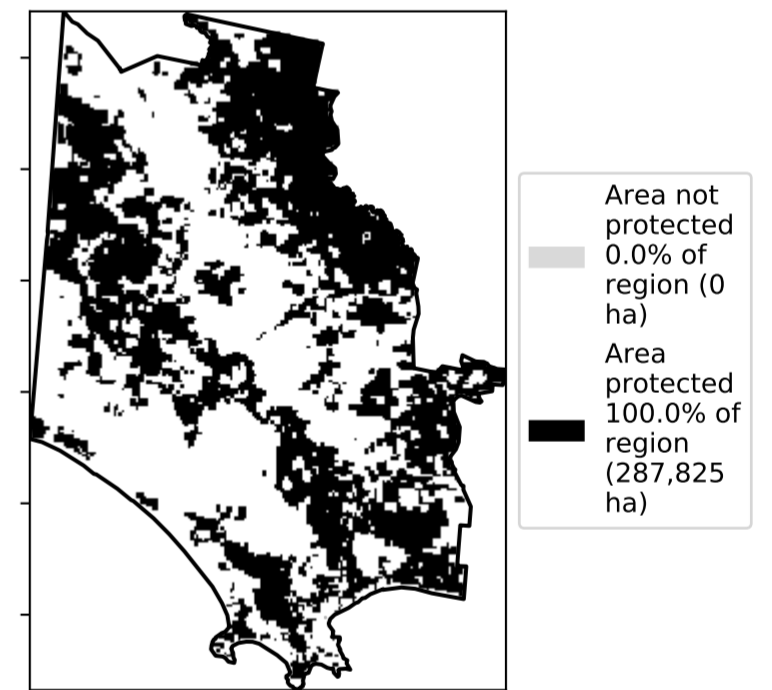 Area not
protected
0.0% of
region (0
ha)
Area
protected
100.0% of
region
(287,825
ha)